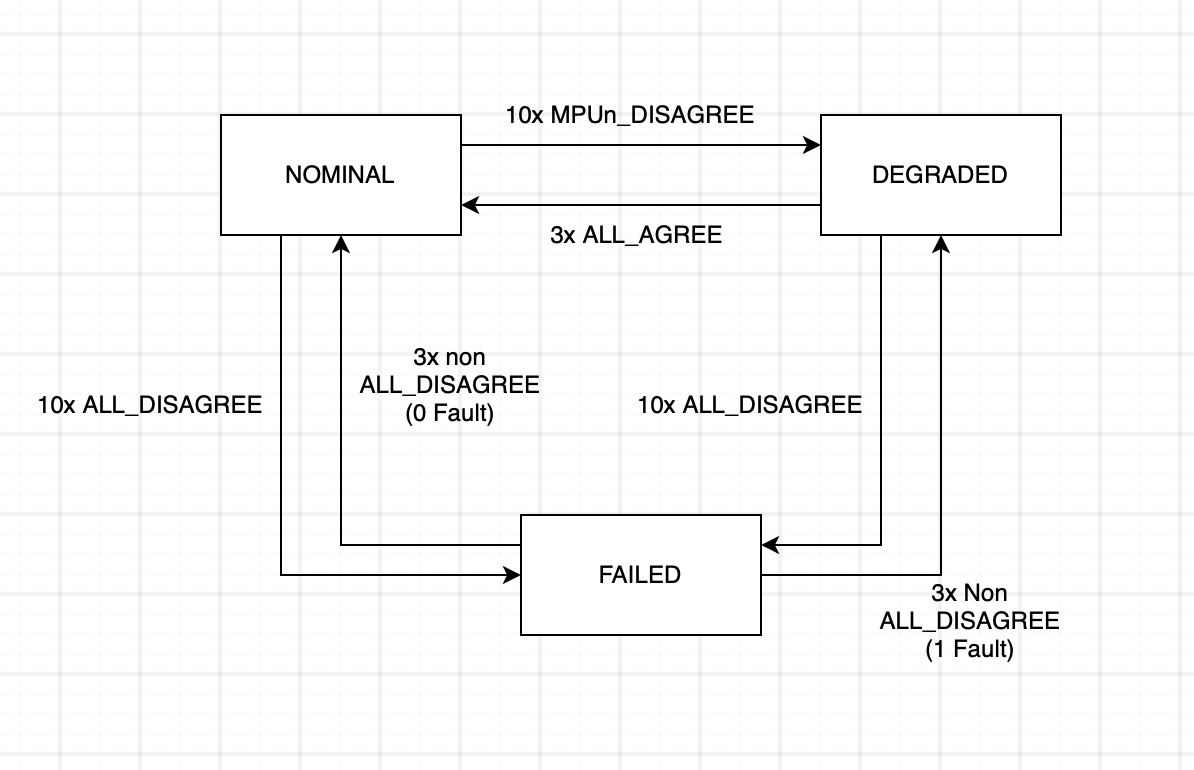 10x MPUn_DISAGREE
NOMINAL
DEGRADED
3x ALL_AGREE
3x non
ALL_DISAGREE
(0 Fault)
10x ALL_DISAGREE
10x ALL_DISAGREE
FAILED
3x Non
ALL_DISAGREE
(1 Fault)